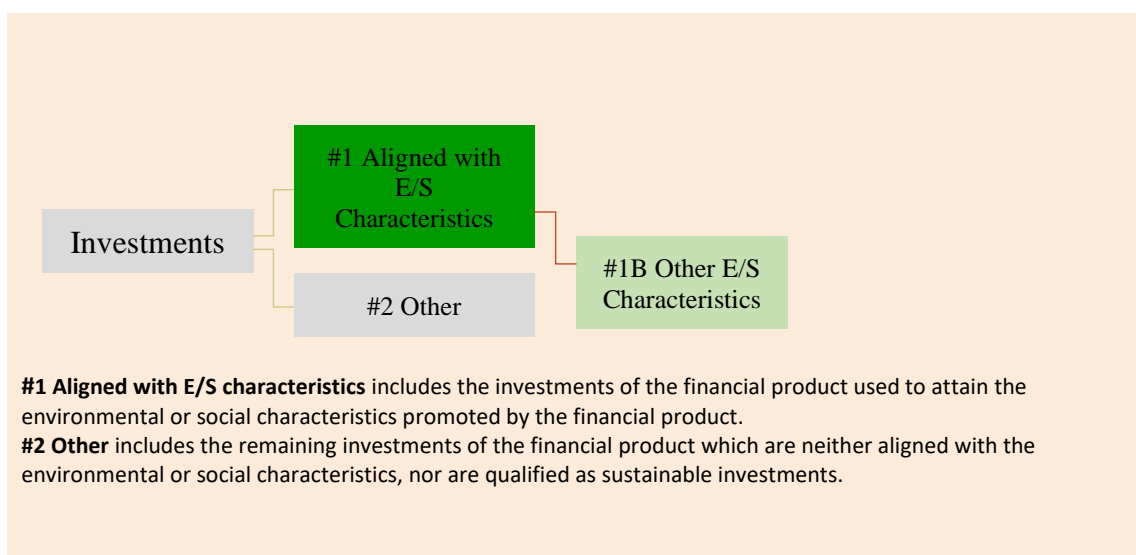 #1 Aligned with
E/S
Characteristics
Investments
#1B Other E/S
Characteristics
#2 Other
#1 Aligned with E/S characteristics includes the investments of the financial product used to attain the
environmental or social characteristics promoted by the financial product.
#2 Other includes the remaining investments of the financial product which are neither aligned with the
environmental or social characteristics, nor are qualified as sustainable investments.